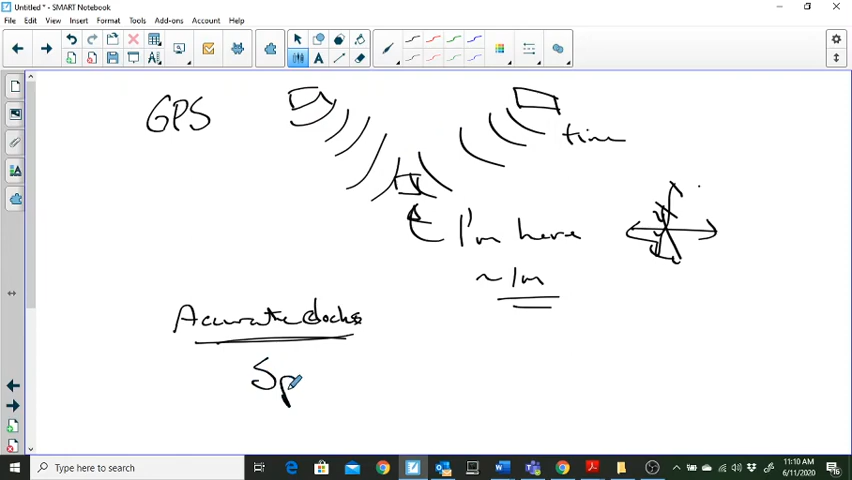 Untitled * - SMART Notebook
File Edit View Insert Format Tools Add-ons Account Help
GPS
time
I'm here
~1m
Accurate clocks
Sp
Type here to search
11:10 AM
6/11/2020